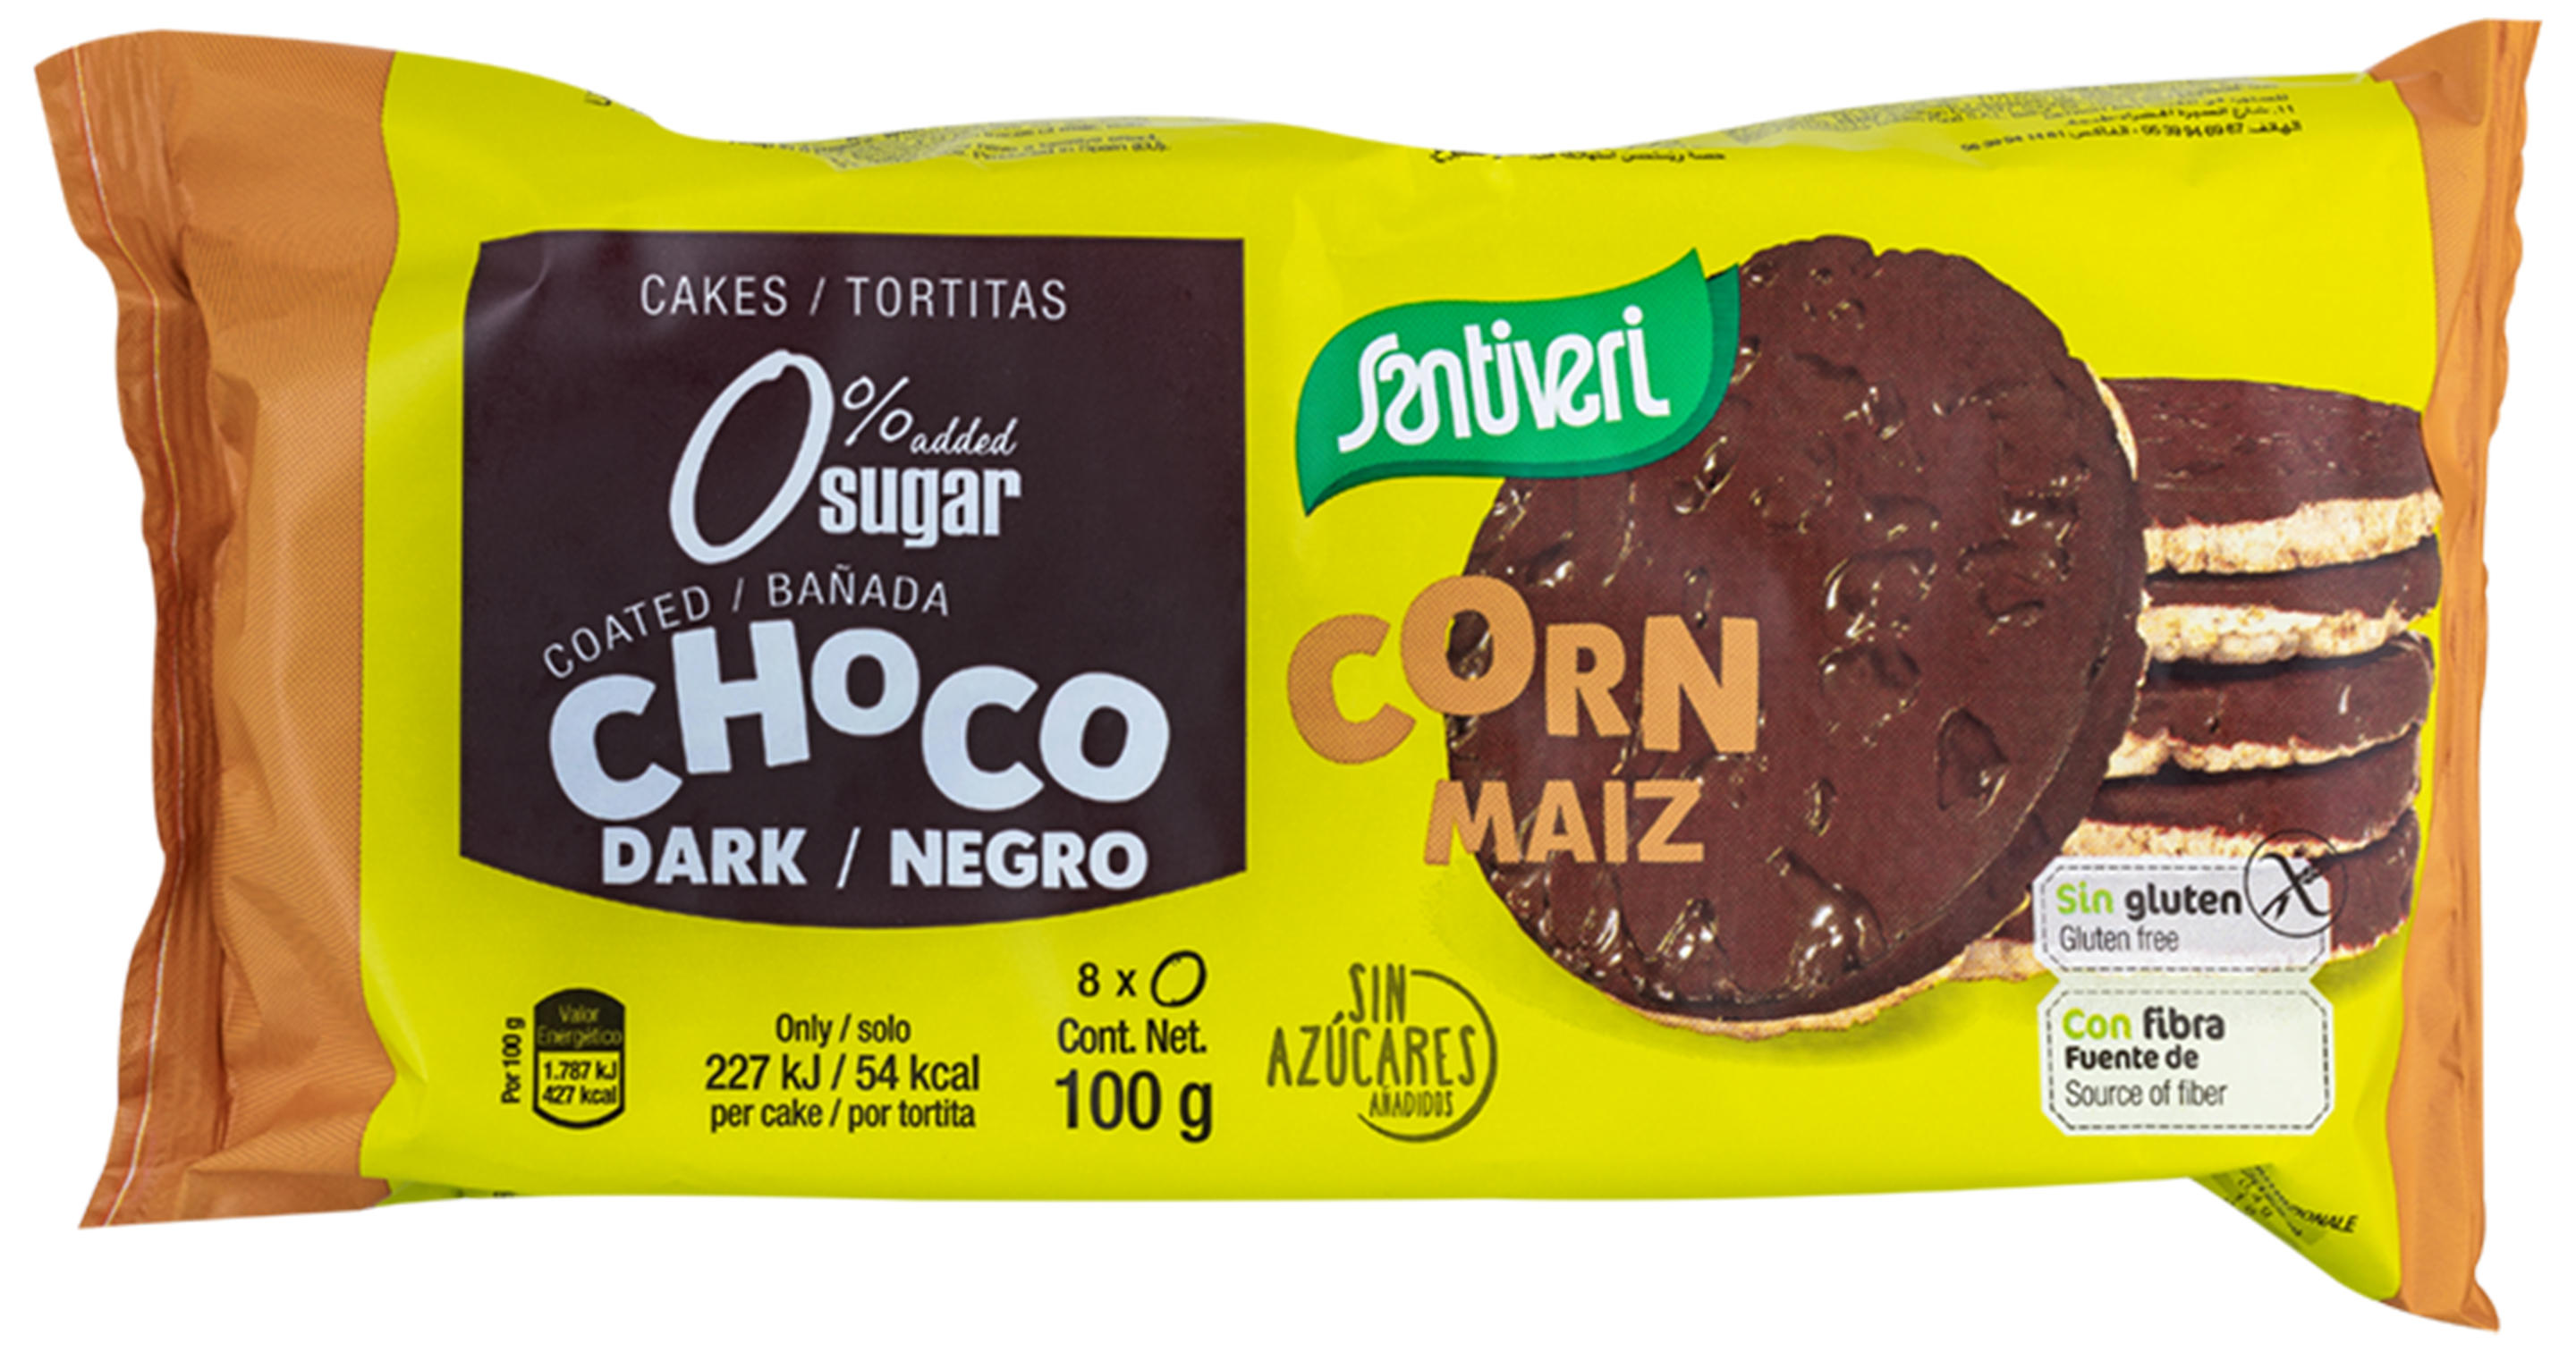 CAKES / TORTITAS
0% added
sugar
COATED / BAÑADA
CHOCO
DARK / NEGRO
Santiveri
CORN
MAÍZ
Sin gluten
Gluten free
Con fibra
Fuente de
Source of fiber
Por 100 g
Valor
Energético
1.787 kJ
427 kcal
Only / solo
227 kJ / 54 kcal
per cake / por tortita
8 x
Cont. Net.
100 g
SIN
AZÚCARES
AÑADIDOS